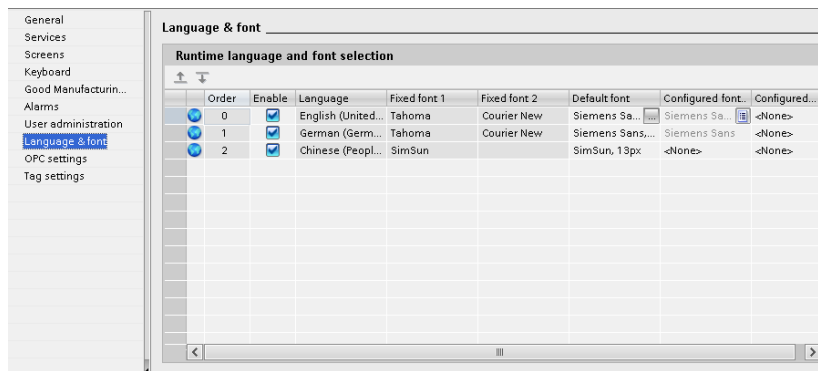 General
Services
Screens
Keyboard
Good Manufacturin...
Alarms
User administration
Language & font
OPC settings
Tag settings
Language & font
Runtime language and font selection
Order Enable Language Fixed font 1 Fixed font 2 Default font Configured font.. Configured...
0 English (United... Tahoma Courier New Siemens Sa... ... Siemens Sa... <None>
1 German (Germ... Tahoma Courier New Siemens Sans,... Siemens Sans <None>
2 Chinese (Peopl... SimSun SimSun, 13px <None> <None>